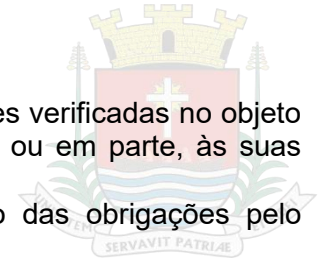 es verificadas no objeto
ou em parte, às suas
o das obrigações pelo
SERVAVIT PATRIAE